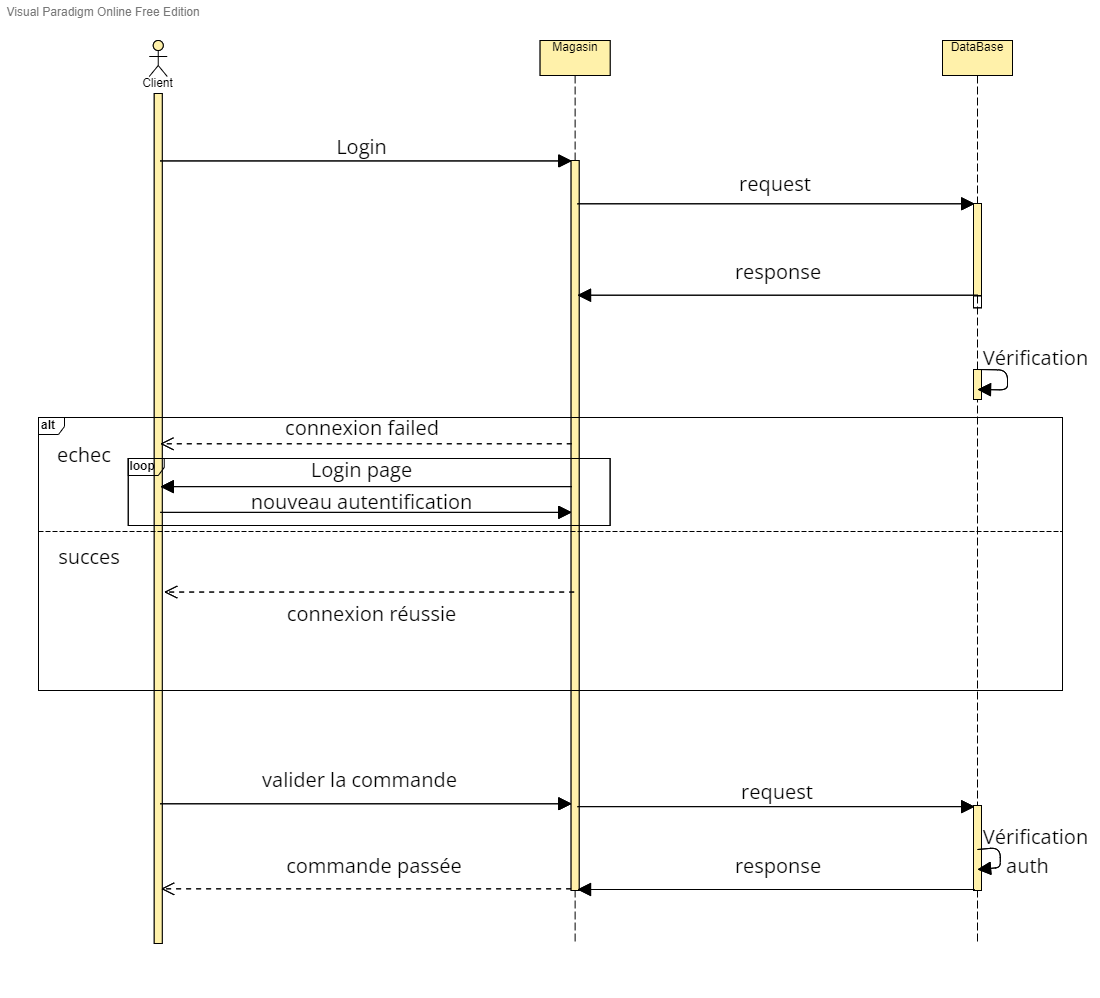 Visual Paradigm Online Free Edition
Client
Magasin
DataBase
Login
request
response
Vérification
alt
connexion failed
echec
loop
Login page
nouveau autentification
succes
connexion réussie
valider la commande
request
Vérification
auth
commande passée
response